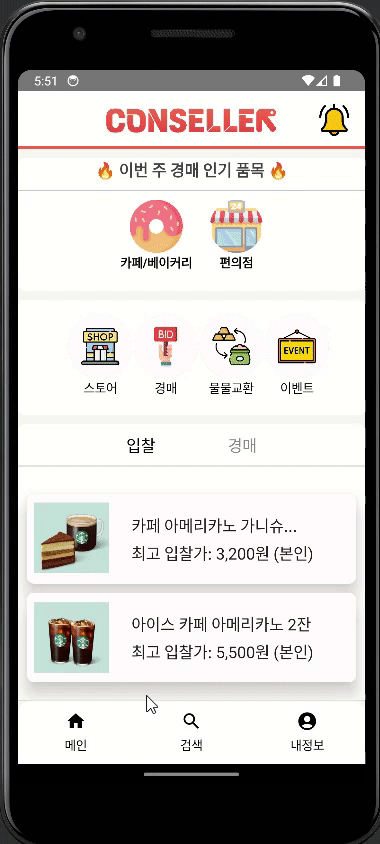 5:51
CONSELLER
🔥 이번 주 경매 인기 품목 🔥
24
카페/베이커리
편의점
SHOP
BID
EVENT
스토어
경매
물물교환
이벤트
입찰
경매
카페 아메리카노 가니슈...
최고 입찰가: 3,200원 (본인)
아이스 카페 아메리카노 2잔
최고 입찰가: 5,500원 (본인)
메인
검색
내정보